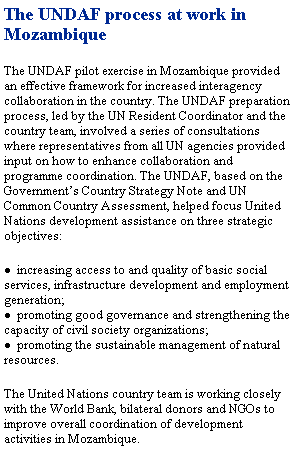 The UNDAF process at work in
Mozambique
The UNDAF pilot exercise in Mozambique provided
an effective framework for increased interagency
collaboration in the country. The UNDAF preparation
process, led by the UN Resident Coordinator and the
country team, involved a series of consultations
where representatives from all UN agencies provided
input on how to enhance collaboration and
programme coordination. The UNDAF, based on the
Government's Country Strategy Note and UN
Common Country Assessment, helped focus United
Nations development assistance on three strategic
objectives:
● increasing access to and quality of basic social
services, infrastructure development and employment
generation;
● promoting good governance and strengthening the
capacity of civil society organizations;
● promoting the sustainable management of natural
resources.
The United Nations country team is working closely
with the World Bank, bilateral donors and NGOs to
improve overall coordination of development
activities in Mozambique.